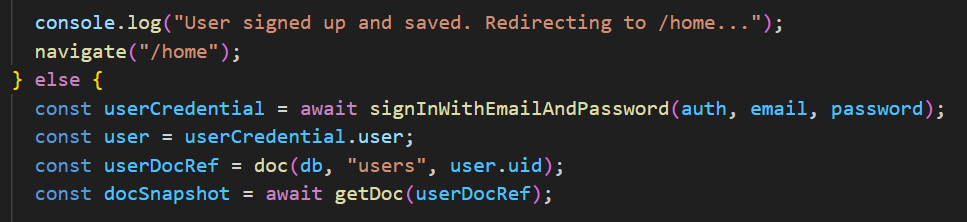 console.log("User signed up and saved. Redirecting to /home...");
navigate("/home");
} else {
const userCredential = await signInWithEmailAndPassword(auth, email, password);
const user = userCredential.user;
const userDocRef = doc(db, "users", user.uid);
const docSnapshot = await getDoc(userDocRef);